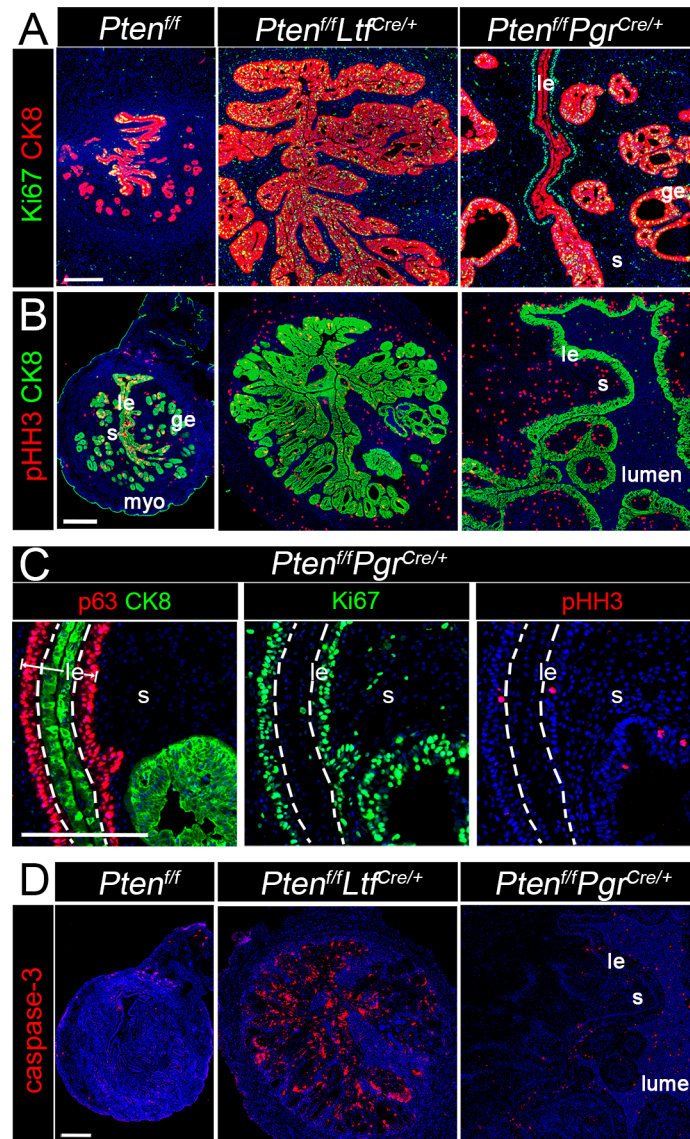 A
Pten^f/f
Pten^f/f Ltf^Cre/+
Pten^f/f Pgr^Cre/+
Ki67 CK8
le
ge
s
B
pHH3 CK8
le
ge
s
myo
le
s
lumen
C
Pten^f/f Pgr^Cre/+
p63 CK8
Ki67
pHH3
le
s
le
s
le
s
D
Pten^f/f
Pten^f/f Ltf^Cre/+
Pten^f/f Pgr^Cre/+
caspase-3
le
s
lume